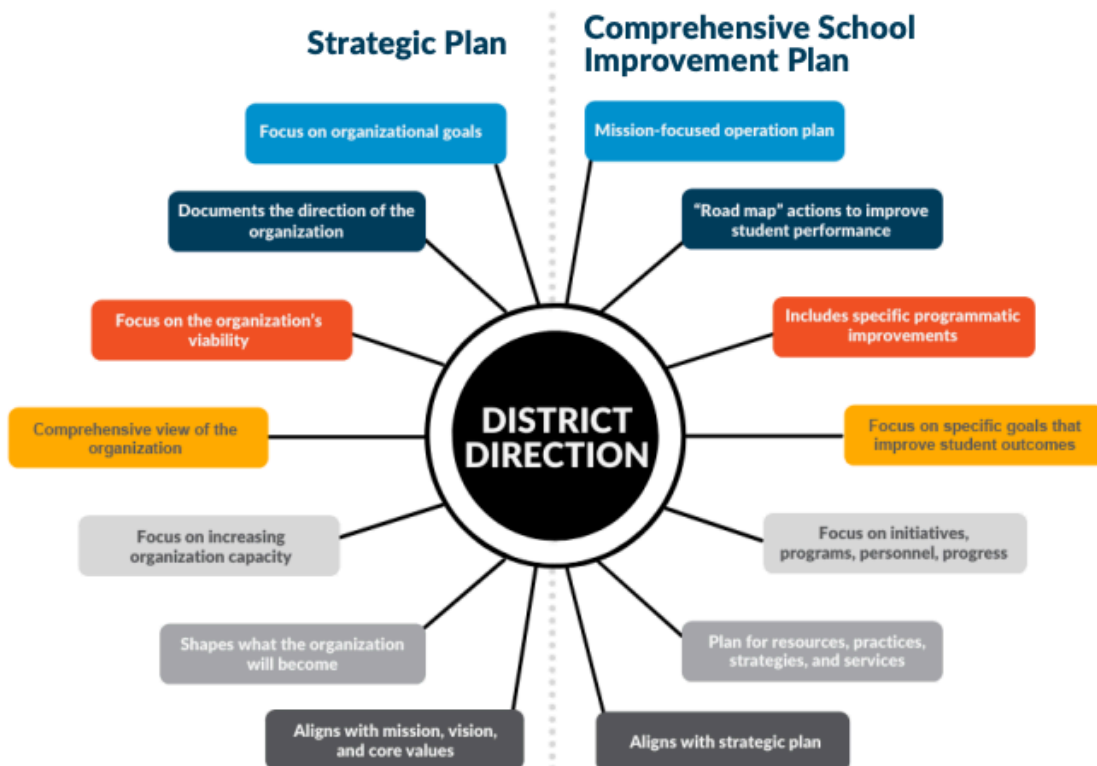 Strategic Plan
Comprehensive School
Improvement Plan
Focus on organizational goals
Documents the direction of the
organization
Focus on the organization's
viability
Comprehensive view of the
organization
Focus on increasing
organization capacity
Shapes what the organization
will become
Aligns with mission, vision,
and core values
DISTRICT
DIRECTION
Mission-focused operation plan
“Road map” actions to improve
student performance
Includes specific programmatic
improvements
Focus on specific goals that
improve student outcomes
Focus on initiatives,
programs, personnel, progress
Plan for resources, practices,
strategies, and services
Aligns with strategic plan